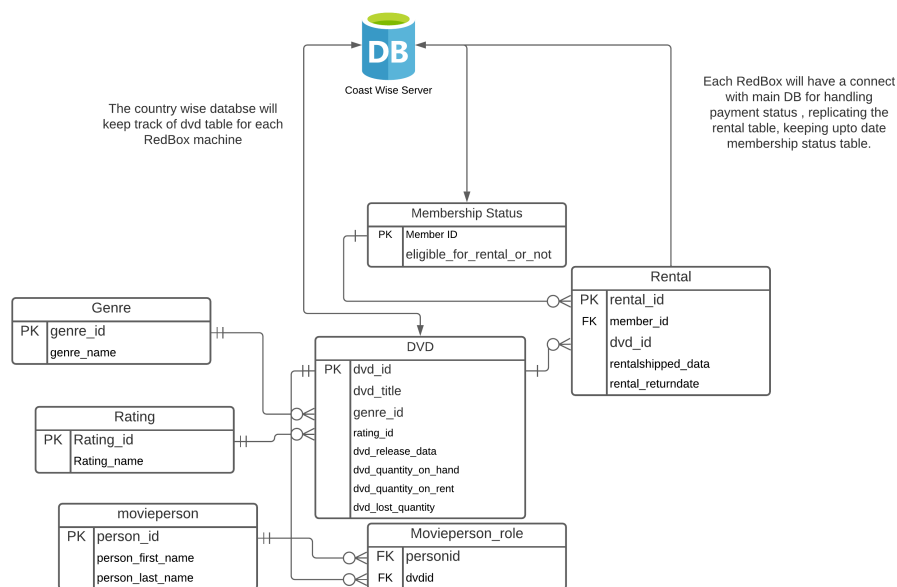 DB
Coast Wise Server
The country wise databse will
keep track of dvd table for each
RedBox machine
Each RedBox will have a connect
with main DB for handling
payment status , replicating the
rental table, keeping upto date
membership status table.
Membership Status
PK Member ID
eligible_for_rental_or_not
Rental
PK rental_id
FK member_id
dvd_id
rentalshipped_data
rental_returndate
Genre
PK genre_id
genre_name
DVD
PK dvd_id
dvd_title
genre_id
rating_id
dvd_release_data
dvd_quantity_on_hand
dvd_quantity_on_rent
dvd_lost_quantity
Rating
PK Rating_id
Rating_name
movieperson
PK person_id
person_first_name
person_last_name
Movieperson_role
FK personid
FK dvdid